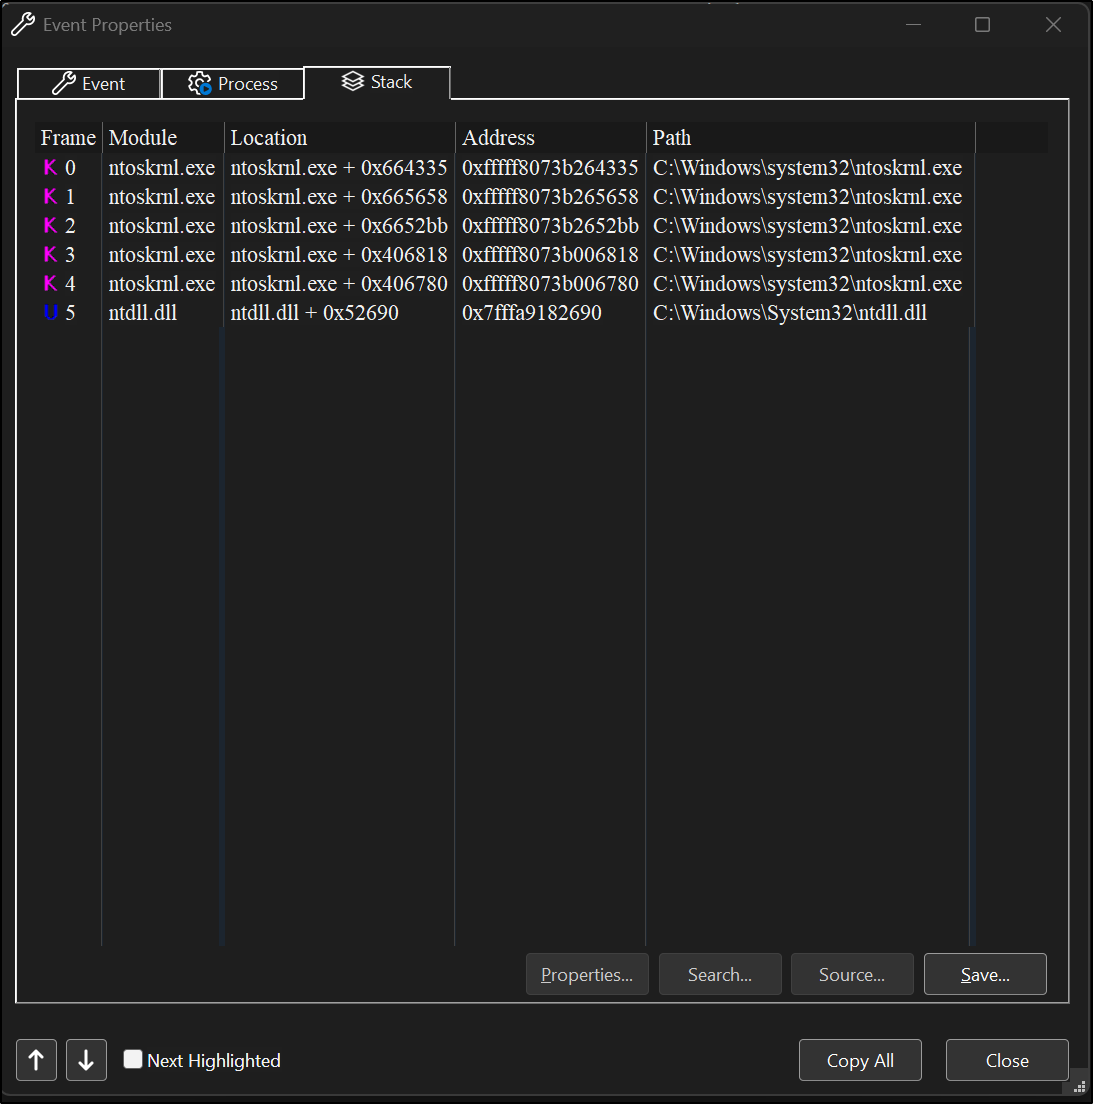 Event Properties
Event Process Stack
Frame Module Location Address Path
K 0 ntoskrnl.exe ntoskrnl.exe + 0x664335 0xfffff8073b264335 C:\Windows\system32\ntoskrnl.exe
K 1 ntoskrnl.exe ntoskrnl.exe + 0x665658 0xfffff8073b265658 C:\Windows\system32\ntoskrnl.exe
K 2 ntoskrnl.exe ntoskrnl.exe + 0x6652bb 0xfffff8073b2652bb C:\Windows\system32\ntoskrnl.exe
K 3 ntoskrnl.exe ntoskrnl.exe + 0x406818 0xfffff8073b006818 C:\Windows\system32\ntoskrnl.exe
K 4 ntoskrnl.exe ntoskrnl.exe + 0x406780 0xfffff8073b006780 C:\Windows\system32\ntoskrnl.exe
U 5 ntdll.dll ntdll.dll + 0x52690 0x7fffa9182690 C:\Windows\System32\ntdll.dll
Properties... Search... Source... Save...
Next Highlighted Copy All Close